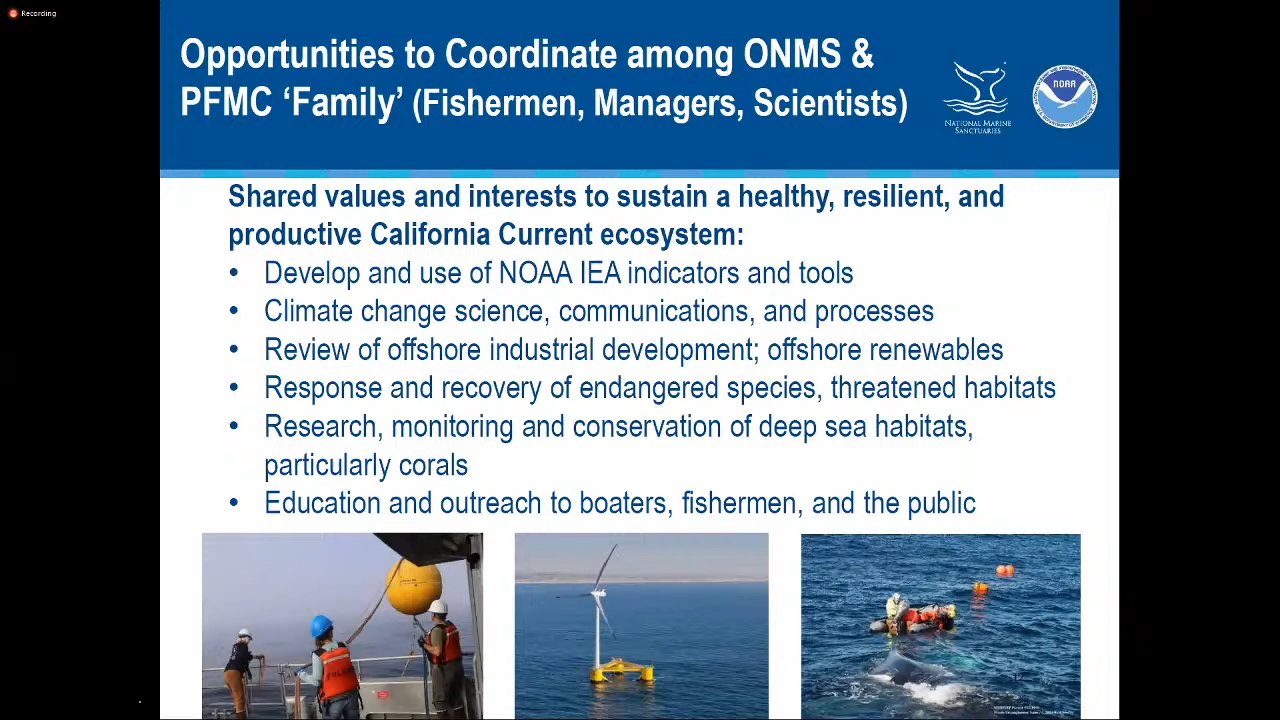 Recording
Opportunities to Coordinate among ONMS &
PFMC ‘Family’ (Fishermen, Managers, Scientists)
NATIONAL MARINE
SANCTUARIES
NOAA
Shared values and interests to sustain a healthy, resilient, and
productive California Current ecosystem:
• Develop and use of NOAA IEA indicators and tools
• Climate change science, communications, and processes
• Review of offshore industrial development; offshore renewables
• Response and recovery of endangered species, threatened habitats
• Research, monitoring and conservation of deep sea habitats,
particularly corals
• Education and outreach to boaters, fishermen, and the public
12